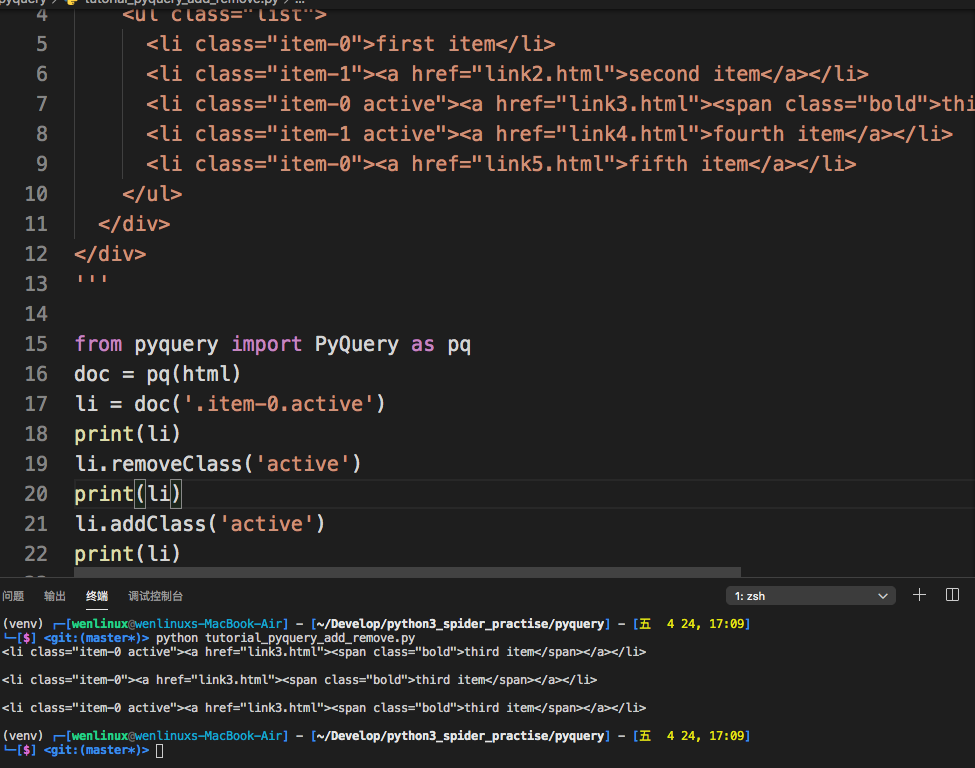 pyquery > tutorial_pyquery_add_remove.py > ...
4 <ul class="list">
5 <li class="item-0">first item</li>
6 <li class="item-1"><a href="link2.html">second item</a></li>
7 <li class="item-0 active"><a href="link3.html"><span class="bold">thi
8 <li class="item-1 active"><a href="link4.html">fourth item</a></li>
9 <li class="item-0"><a href="link5.html">fifth item</a></li>
10 </ul>
11 </div>
12 </div>
13 '''
14
15 from pyquery import PyQuery as pq
16 doc = pq(html)
17 li = doc('.item-0.active')
18 print(li)
19 li.removeClass('active')
20 print(li)
21 li.addClass('active')
22 print(li)
问题 输出 终端 调试控制台 1: zsh
(venv) ┌─[wenlinux@wenlinuxs-MacBook-Air] - [~/Develop/python3_spider_practise/pyquery] - [五 4 24, 17:09]
└─[$] <git:(master*)> python tutorial_pyquery_add_remove.py
<li class="item-0 active"><a href="link3.html"><span class="bold">third item</span></a></li>
<li class="item-0"><a href="link3.html"><span class="bold">third item</span></a></li>
<li class="item-0 active"><a href="link3.html"><span class="bold">third item</span></a></li>
(venv) ┌─[wenlinux@wenlinuxs-MacBook-Air] - [~/Develop/python3_spider_practise/pyquery] - [五 4 24, 17:09]
└─[$] <git:(master*)>